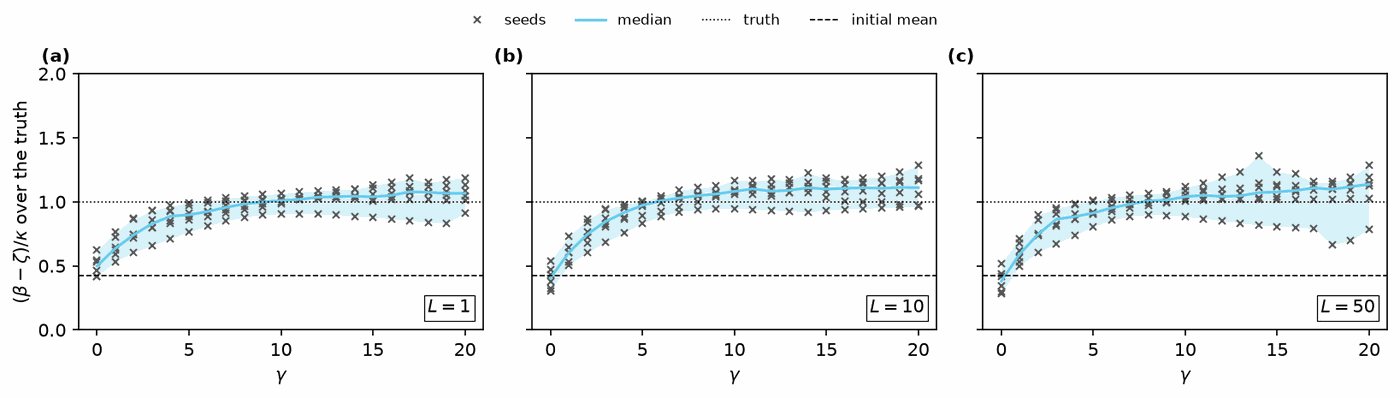 seeds median truth initial mean
(a) (b) (c)
(β − ζ)/κ over the truth
2.0
1.5
1.0
0.5
0.0
L = 1
L = 10
L = 50
0 5 10 15 20
0 5 10 15 20
0 5 10 15 20
γ γ γ